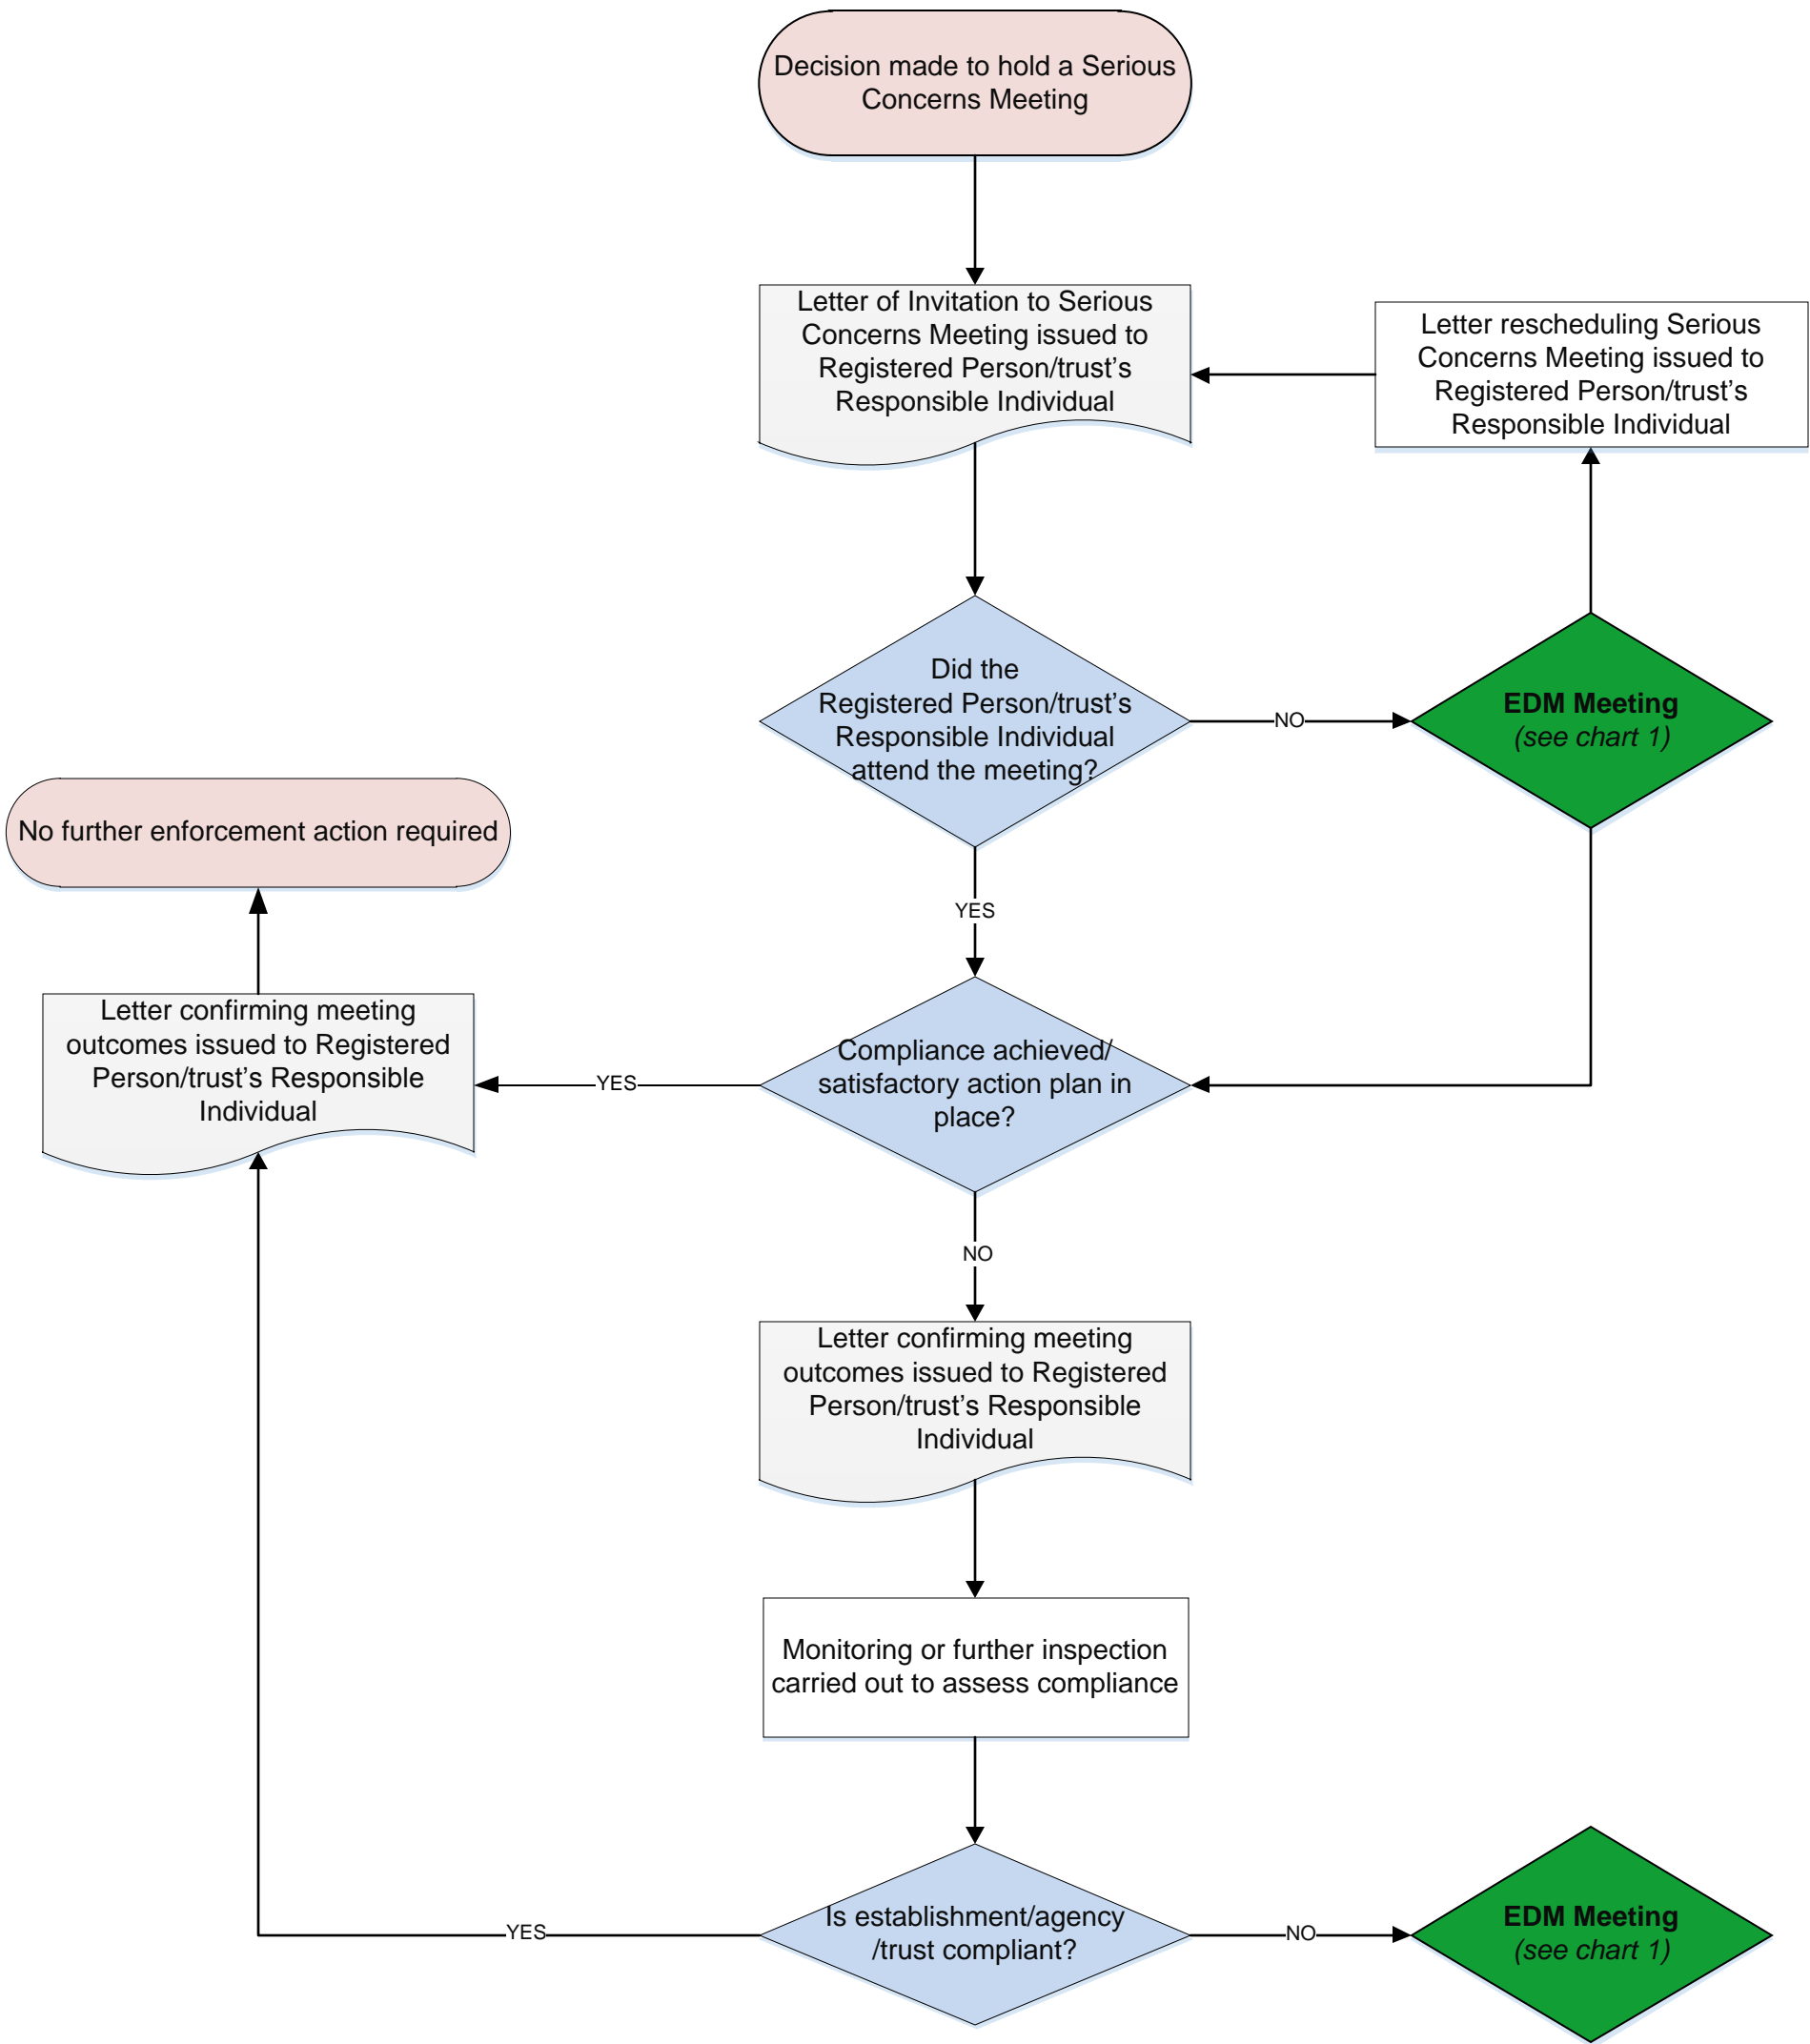 Decision made to hold a Serious
Concerns Meeting
Letter of Invitation to Serious
Concerns Meeting issued to
Registered Person/trust’s
Responsible Individual
Letter rescheduling Serious
Concerns Meeting issued to
Registered Person/trust’s
Responsible Individual
Did the
Registered Person/trust’s
Responsible Individual
attend the meeting?
NO
EDM Meeting
(see chart 1)
No further enforcement action required
YES
Letter confirming meeting
outcomes issued to Registered
Person/trust’s Responsible
Individual
YES
Compliance achieved/
satisfactory action plan in
place?
NO
Letter confirming meeting
outcomes issued to Registered
Person/trust’s Responsible
Individual
Monitoring or further inspection
carried out to assess compliance
YES
Is establishment/agency
/trust compliant?
NO
EDM Meeting
(see chart 1)